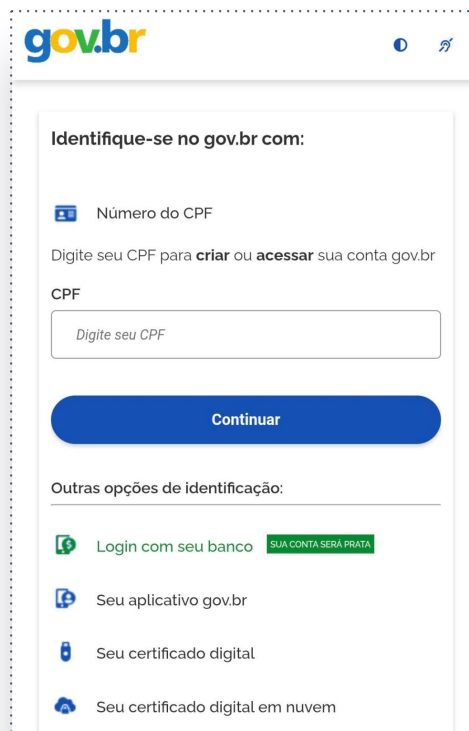 gov.br
Identifique-se no gov.br com:
Número do CPF
Digite seu CPF para criar ou acessar sua conta gov.br
CPF
Digite seu CPF
Continuar
Outras opções de identificação:
Login com seu banco SUA CONTA SERÁ PRATA
Seu aplicativo gov.br
Seu certificado digital
Seu certificado digital em nuvem